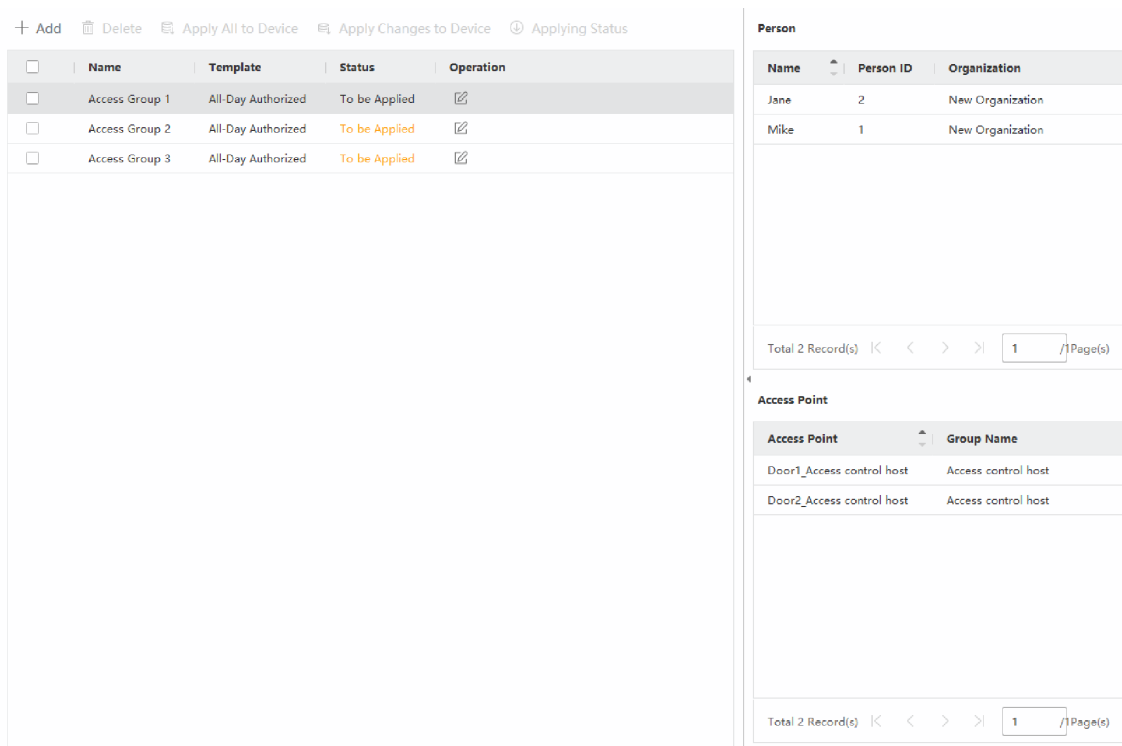 Add Delete Apply All to Device Apply Changes to Device Applying Status
Name Template Status Operation
Access Group 1 All-Day Authorized To be Applied
Access Group 2 All-Day Authorized To be Applied
Access Group 3 All-Day Authorized To be Applied
Person
Name Person ID Organization
Jane 2 New Organization
Mike 1 New Organization
Total 2 Record(s) 1 /1Page(s)
Access Point
Access Point Group Name
Door1_Access control host Access control host
Door2_Access control host Access control host
Total 2 Record(s) 1 /1Page(s)